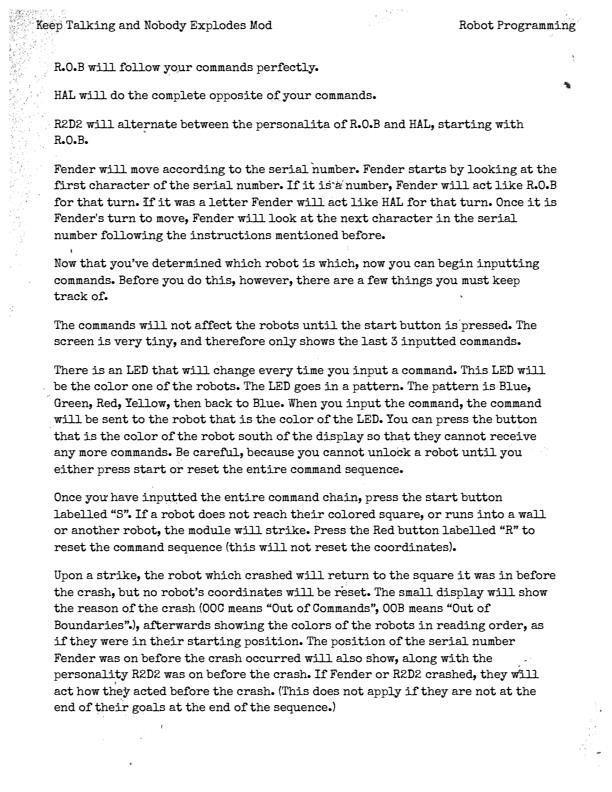 Keep Talking and Nobody Explodes Mod Robot Programming
R.O.B will follow your commands perfectly.
HAL will do the complete opposite of your commands.
R2D2 will alternate between the personalita of R.O.B and HAL, starting with
R.O.B.
Fender will move according to the serial number. Fender starts by looking at the
first character of the serial number. If it is a number, Fender will act like R.O.B
for that turn. If it was a letter Fender will act like HAL for that turn. Once it is
Fender's turn to move, Fender will look at the next character in the serial
number following the instructions mentioned before.
Now that you've determined which robot is which, now you can begin inputting
commands. Before you do this, however, there are a few things you must keep
track of.
The commands will not affect the robots until the start button is pressed. The
screen is very tiny, and therefore only shows the last 3 inputted commands.
There is an LED that will change every time you input a command. This LED will
be the color one of the robots. The LED goes in a pattern. The pattern is Blue,
Green, Red, Yellow, then back to Blue. When you input the command, the command
will be sent to the robot that is the color of the LED. You can press the button
that is the color of the robot south of the display so that they cannot receive
any more commands. Be careful, because you cannot unlock a robot until you
either press start or reset the entire command sequence.
Once you have inputted the entire command chain, press the start button
labelled “S”. If a robot does not reach their colored square, or runs into a wall
or another robot, the module will strike. Press the Red button labelled “R” to
reset the command sequence (this will not reset the coordinates).
Upon a strike, the robot which crashed will return to the square it was in before
the crash, but no robot's coordinates will be reset. The small display will show
the reason of the crash (OOC means “Out of Commands”, OOB means “Out of
Boundaries”.), afterwards showing the colors of the robots in reading order, as
if they were in their starting position. The position of the serial number
Fender was on before the crash occurred will also show, along with the
personality R2D2 was on before the crash. If Fender or R2D2 crashed, they will
act how they acted before the crash. (This does not apply if they are not at the
end of their goals at the end of the sequence.)